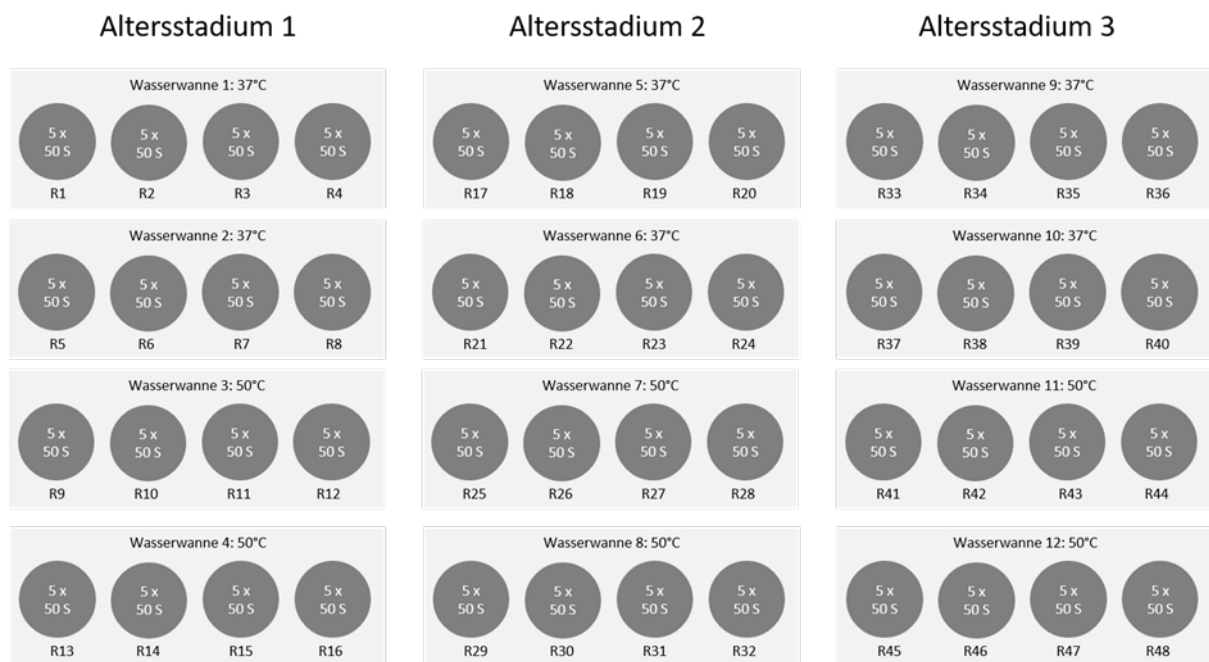 Altersstadium 1
Altersstadium 2
Altersstadium 3
Wasserwanne 1: 37°C
5 x
50 S
5 x
50 S
5 x
50 S
5 x
50 S
R1
R2
R3
R4
Wasserwanne 5: 37°C
5 x
50 S
5 x
50 S
5 x
50 S
5 x
50 S
R17
R18
R19
R20
Wasserwanne 9: 37°C
5 x
50 S
5 x
50 S
5 x
50 S
5 x
50 S
R33
R34
R35
R36
Wasserwanne 2: 37°C
5 x
50 S
5 x
50 S
5 x
50 S
5 x
50 S
R5
R6
R7
R8
Wasserwanne 6: 37°C
5 x
50 S
5 x
50 S
5 x
50 S
5 x
50 S
R21
R22
R23
R24
Wasserwanne 10: 37°C
5 x
50 S
5 x
50 S
5 x
50 S
5 x
50 S
R37
R38
R39
R40
Wasserwanne 3: 50°C
5 x
50 S
5 x
50 S
5 x
50 S
5 x
50 S
R9
R10
R11
R12
Wasserwanne 7: 50°C
5 x
50 S
5 x
50 S
5 x
50 S
5 x
50 S
R25
R26
R27
R28
Wasserwanne 11: 50°C
5 x
50 S
5 x
50 S
5 x
50 S
5 x
50 S
R41
R42
R43
R44
Wasserwanne 4: 50°C
5 x
50 S
5 x
50 S
5 x
50 S
5 x
50 S
R13
R14
R15
R16
Wasserwanne 8: 50°C
5 x
50 S
5 x
50 S
5 x
50 S
5 x
50 S
R29
R30
R31
R32
Wasserwanne 12: 50°C
5 x
50 S
5 x
50 S
5 x
50 S
5 x
50 S
R45
R46
R47
R48